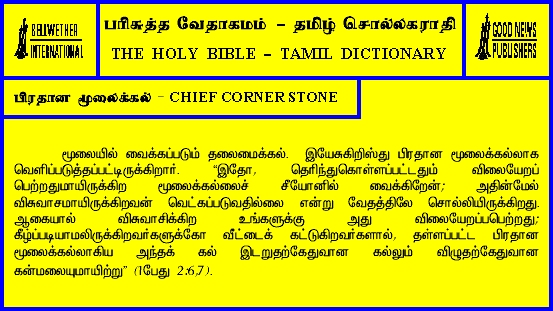 BELLWETHER
INTERNATIONAL
பரிசுத்த வேதாகமம் - தமிழ் சொல்லகராதி
THE HOLY BIBLE - TAMIL DICTIONARY
GOOD NEWS
PUBLISHERS
பிரதான மூலைக்கல் - CHIEF CORNER STONE
மூலையில் வைக்கப்படும் தலைமைக்கல். இயேசுகிறிஸ்து பிரதான மூலைக்கல்லாக
வெளிப்படுத்தப்பட்டிருக்கிறார். "இதோ, தெரிந்துகொள்ளப்பட்டதும் விலையேறப்
பெற்றதுமாயிருக்கிற மூலைக்கல்லைச் சீயோனில் வைக்கிறேன்; அதின்மேல்
விசுவாசமாயிருக்கிறவன் வெட்கப்படுவதில்லை என்று வேதத்திலே சொல்லியிருக்கிறது.
ஆகையால் விசுவாசிக்கிற உங்களுக்கு அது விலையேறப்பபெற்றது;
கீழ்ப்படியாமலிருக்கிறவர்களுக்கோ வீட்டைக் கட்டுகிறவர்களால், தள்ளப்பட்ட பிரதான
மூலைக்கல்லாகிய அந்தக் கல் இடறுதற்கேதுவான கல்லும் விழுதற்கேதுவான
கன்மலையுமாயிற்று" (1பேது 2:6,7).